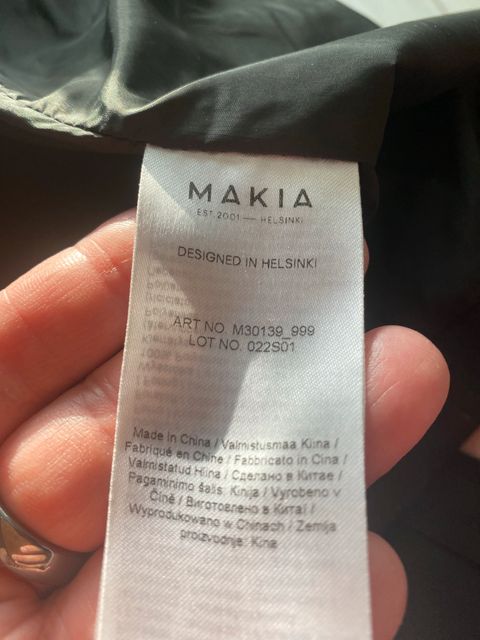 MAKIA
EST. 2001 — HELSINKI
DESIGNED IN HELSINKI
ART NO. M30139_999
LOT NO. 022S01
Made in China / Valmistusmaa Kiina /
Fabriqué en Chine / Fabbricato in Cina /
Valmistatud Hiina / Сделано в Китае /
Pagaminimo šalis: Kinija / Vyrobeno v
Číně / Виготовлено в Китаї /
Wyprodukowano w Chinach / Zemlja
proizvodnje: Kina